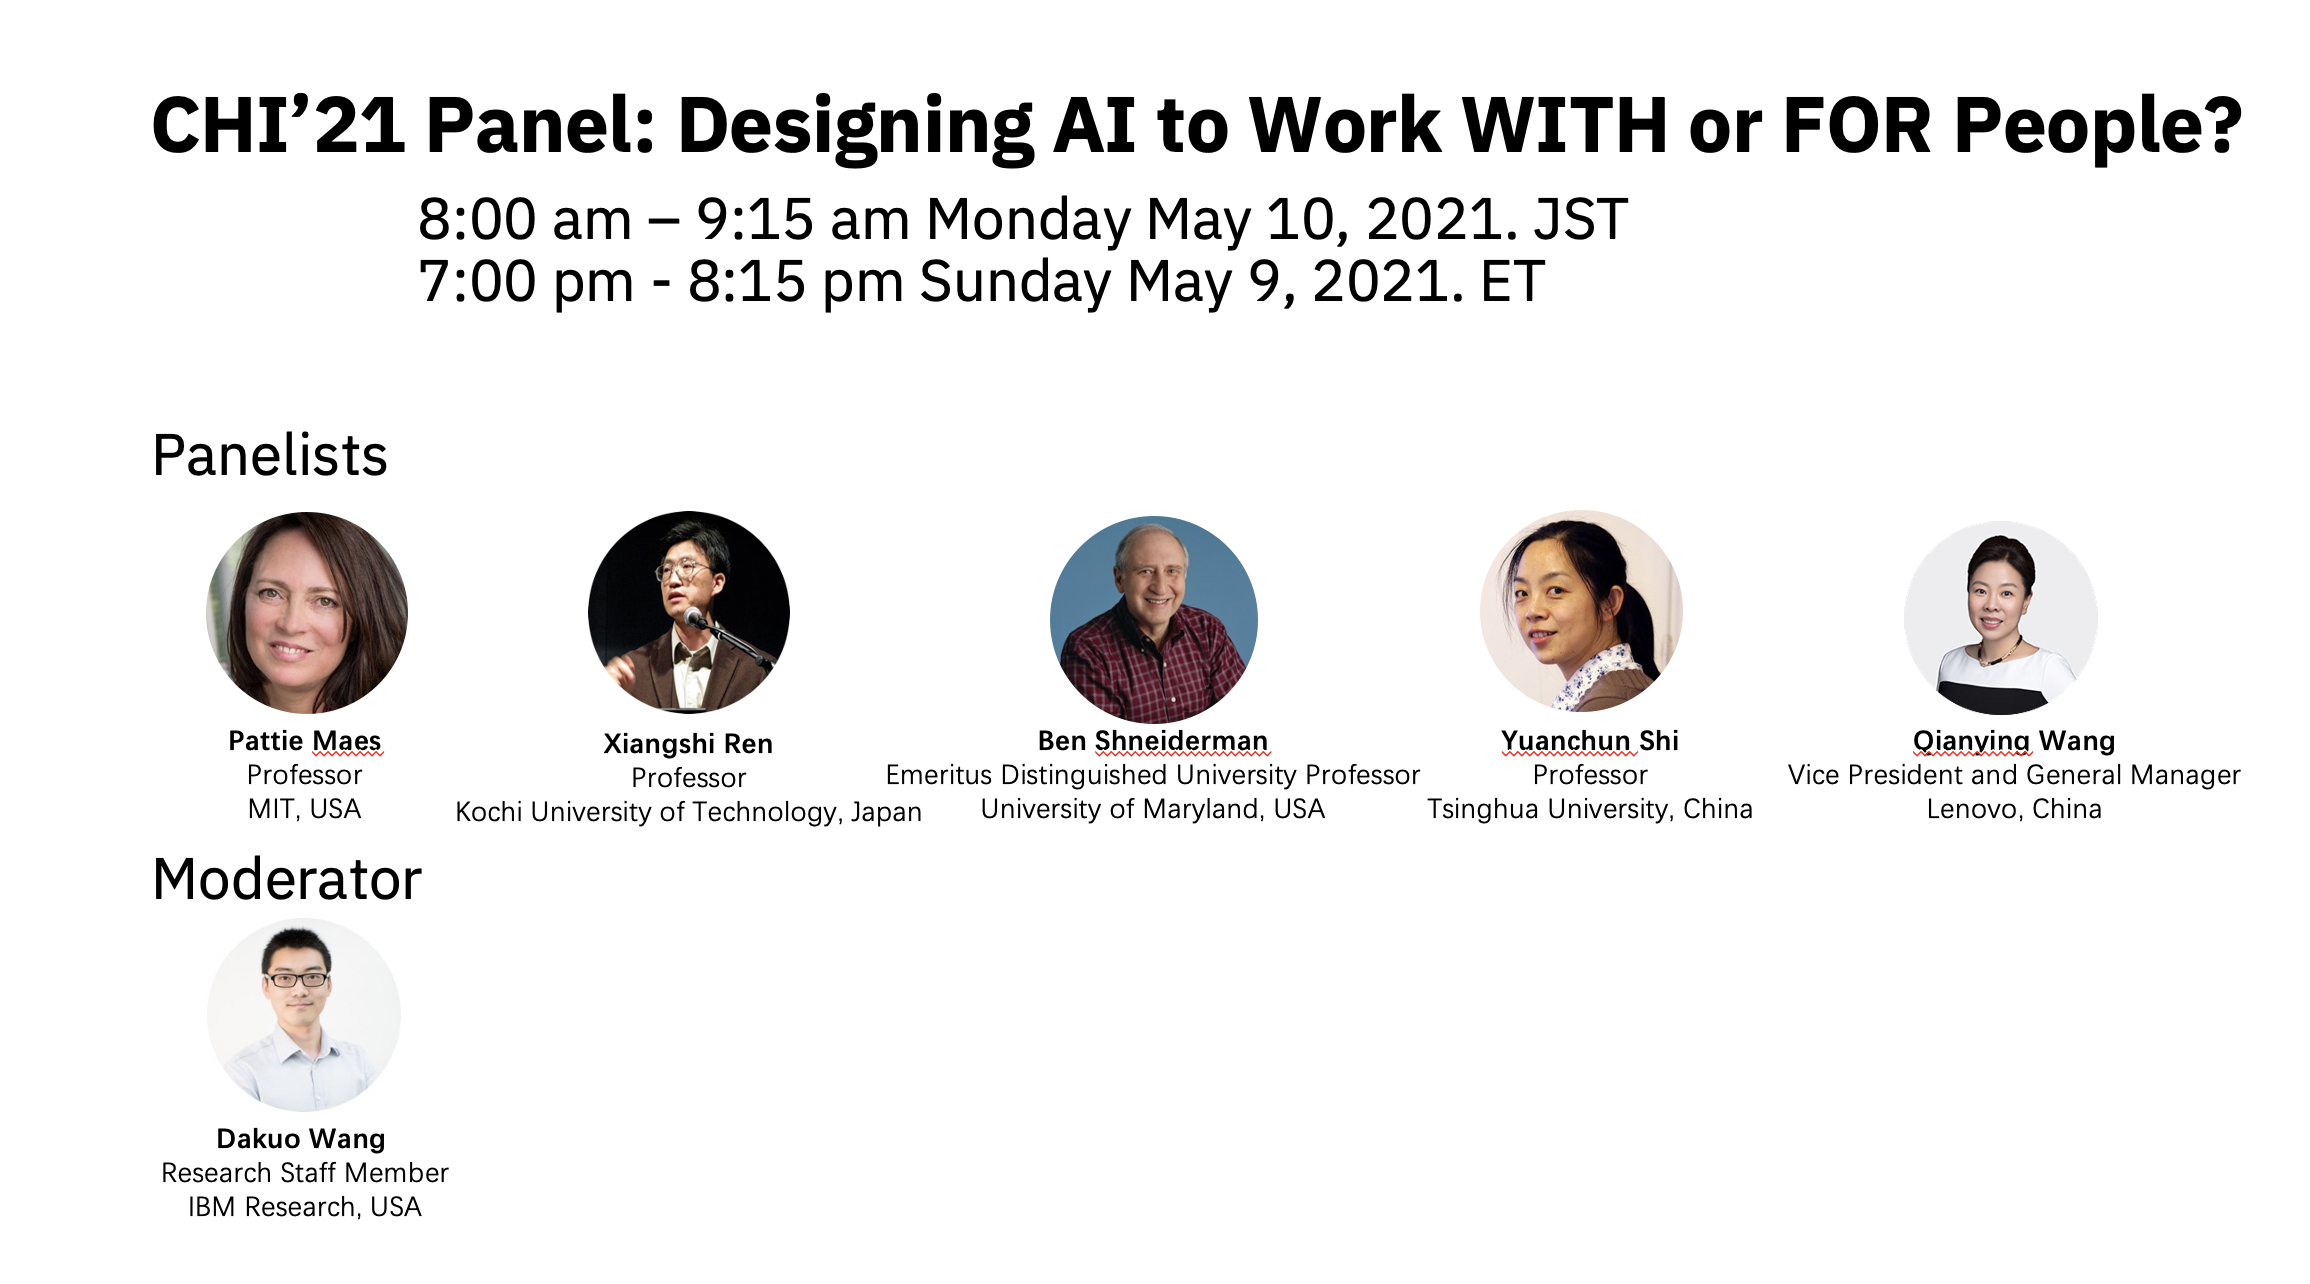 CHI’21 Panel: Designing AI to Work WITH or FOR People?
8:00 am – 9:15 am Monday May 10, 2021. JST
7:00 pm - 8:15 pm Sunday May 9, 2021. ET
Panelists
Pattie Maes
Professor
MIT, USA
Xiangshi Ren
Professor
Kochi University of Technology, Japan
Ben Shneiderman
Emeritus Distinguished University Professor
University of Maryland, USA
Yuanchun Shi
Professor
Tsinghua University, China
Qianying Wang
Vice President and General Manager
Lenovo, China
Moderator
Dakuo Wang
Research Staff Member
IBM Research, USA